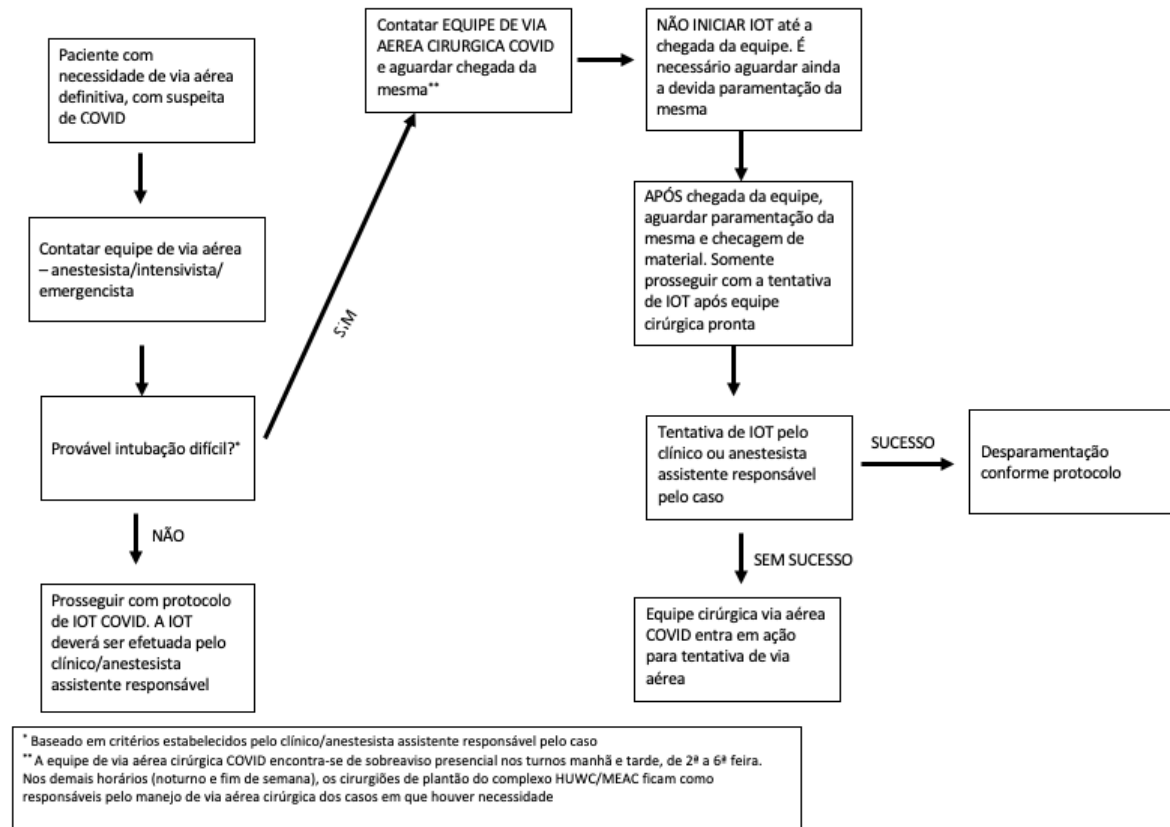 Paciente com
necessidade de via aérea
definitiva, com suspeita
de COVID
Contatar equipe de via aérea
– anestesista/intensivista/
emergencista
Provável intubação difícil?*
NÃO
Prosseguir com protocolo
de IOT COVID. A IOT
deverá ser efetuada pelo
clínico/anestesista
assistente responsável
SIM
Contatar EQUIPE DE VIA
AEREA CIRURGICA COVID
e aguardar chegada da
mesma**
NÃO INICIAR IOT até a
chegada da equipe. É
necessário aguardar ainda
a devida paramentação da
mesma
APÓS chegada da equipe,
aguardar paramentação da
mesma e checagem de
material. Somente
prosseguir com a tentativa
de IOT após equipe
cirúrgica pronta
Tentativa de IOT pelo
clínico ou anestesista
assistente responsável
pelo caso
SUCESSO
Desparamentação
conforme protocolo
SEM SUCESSO
Equipe cirúrgica via aérea
COVID entra em ação
para tentativa de via
aérea
* Baseado em critérios estabelecidos pelo clínico/anestesista assistente responsável pelo caso
** A equipe de via aérea cirúrgica COVID encontra-se de sobreaviso presencial nos turnos manhã e tarde, de 2ª a 6ª feira.
Nos demais horários (noturno e fim de semana), os cirurgiões de plantão do complexo HUWC/MEAC ficam como
responsáveis pelo manejo de via aérea cirúrgica dos casos em que houver necessidade